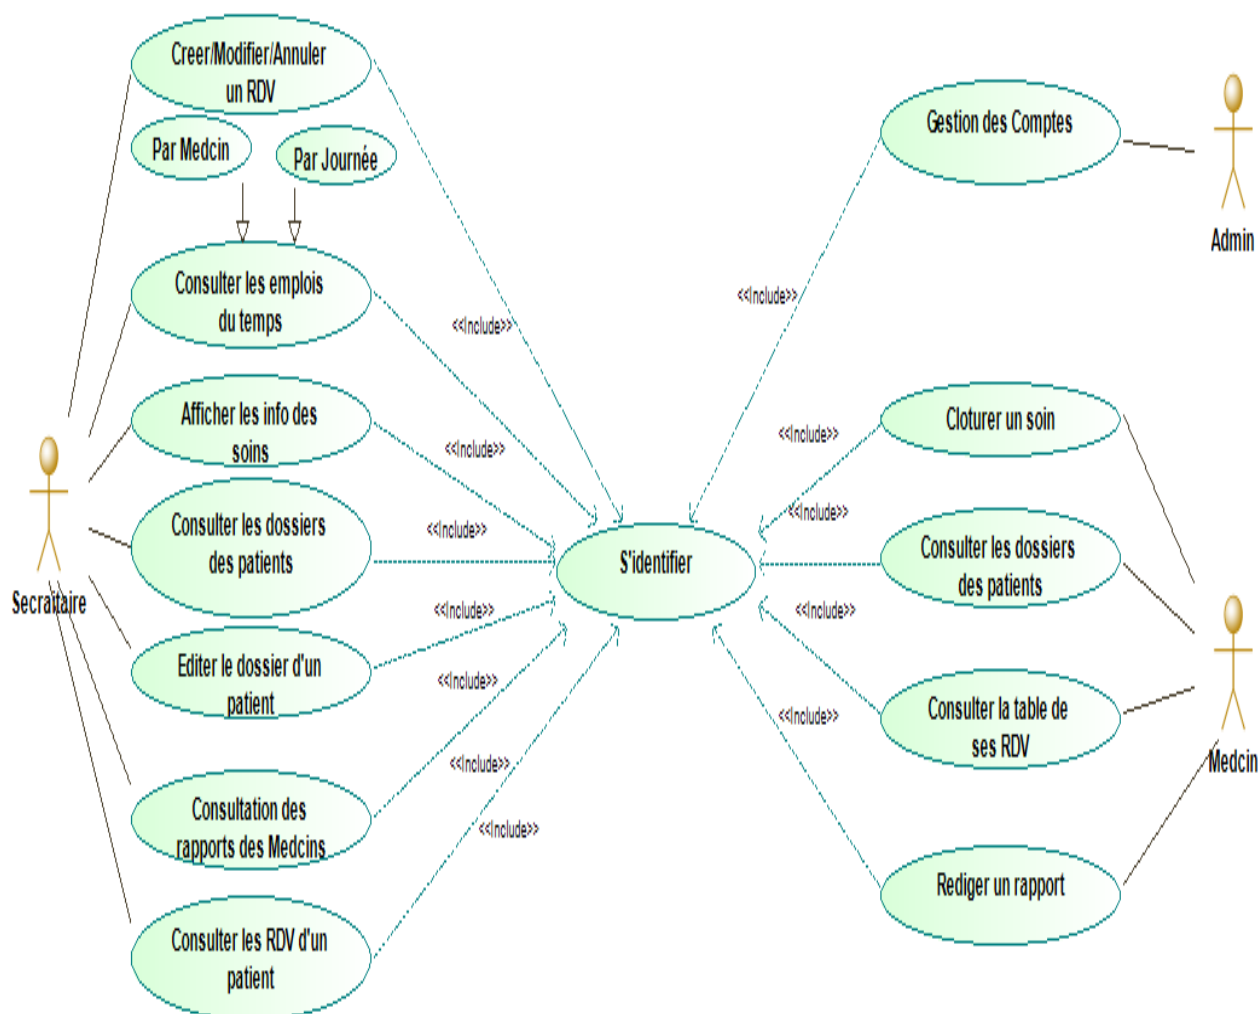 Creer/Modifier/Annuler
un RDV
Par Medcin
Par Journée
Consulter les emplois
du temps
Afficher les info des
soins
Consulter les dossiers
des patients
Secraitaire
Editer le dossier d'un
patient
Consultation des
rapports des Medcins
Consulter les RDV d'un
patient
<<Include>>
<<Include>>
<<Include>>
<<Include>>
<<Include>>
<<Include>>
<<Include>>
S'identifier
<<Include>>
<<Include>>
<<Include>>
<<Include>>
<<Include>>
Gestion des Comptes
Admin
Cloturer un soin
Consulter les dossiers
des patients
Consulter la table de
ses RDV
Medcin
Rediger un rapport